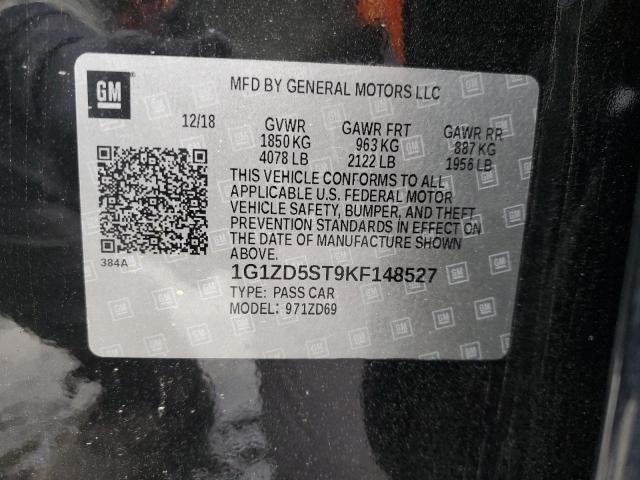 GM
MFD BY GENERAL MOTORS LLC
12/18 GVWR GAWR FRT GAWR RR
1850 KG 963 KG 887 KG
4078 LB 2122 LB 1956 LB
THIS VEHICLE CONFORMS TO ALL
APPLICABLE U.S. FEDERAL MOTOR
VEHICLE SAFETY, BUMPER, AND THEFT
PREVENTION STANDARDS IN EFFECT ON
THE DATE OF MANUFACTURE SHOWN
ABOVE.
384A
1G1ZD5ST9KF148527
TYPE: PASS CAR
MODEL: 971ZD69